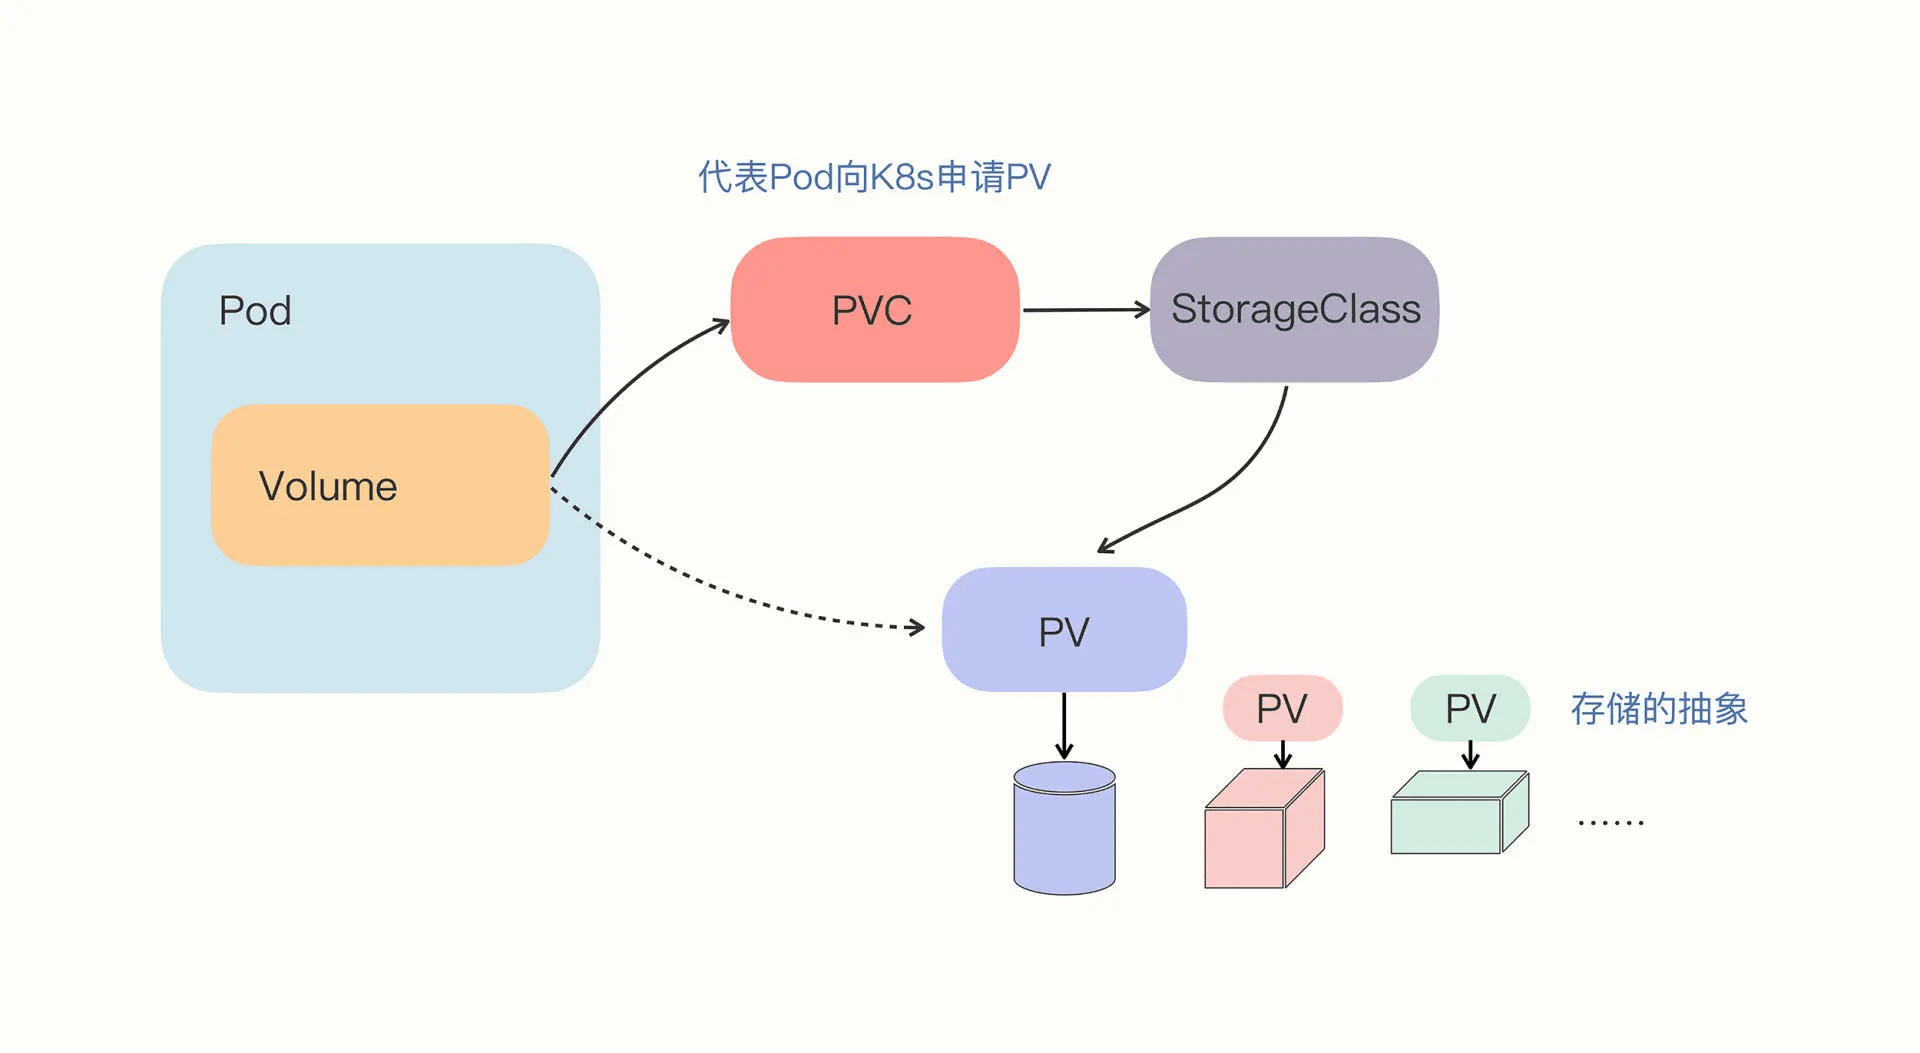 代表Pod向K8s申请PV
Pod
PVC
StorageClass
Volume
PV
PV
PV
存储的抽象
......